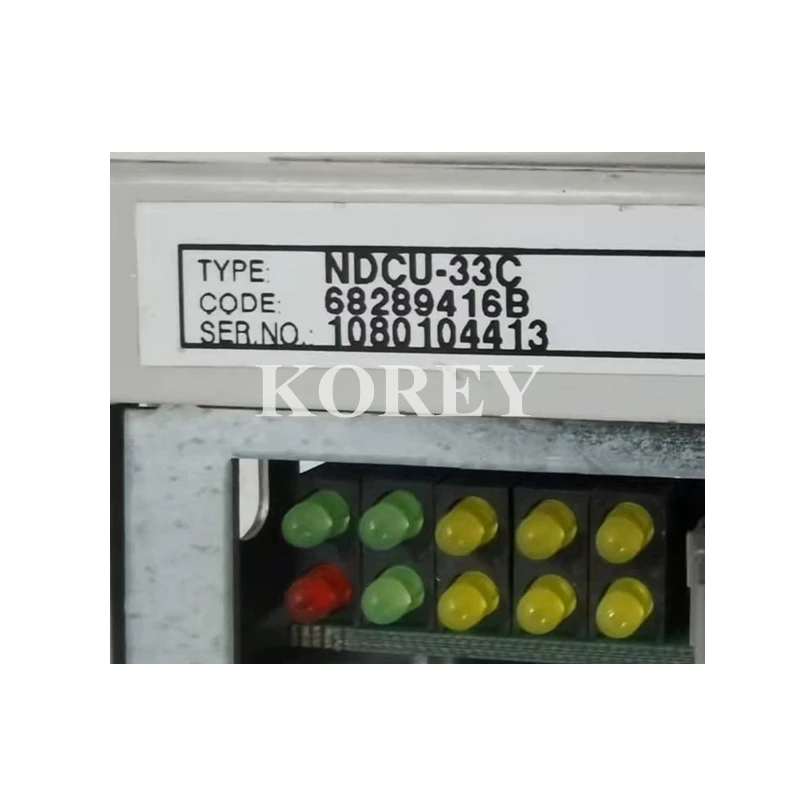 TYPE: NDCU-33C
CODE: 68289416B
SER.NO.: 1080104413
KOREY